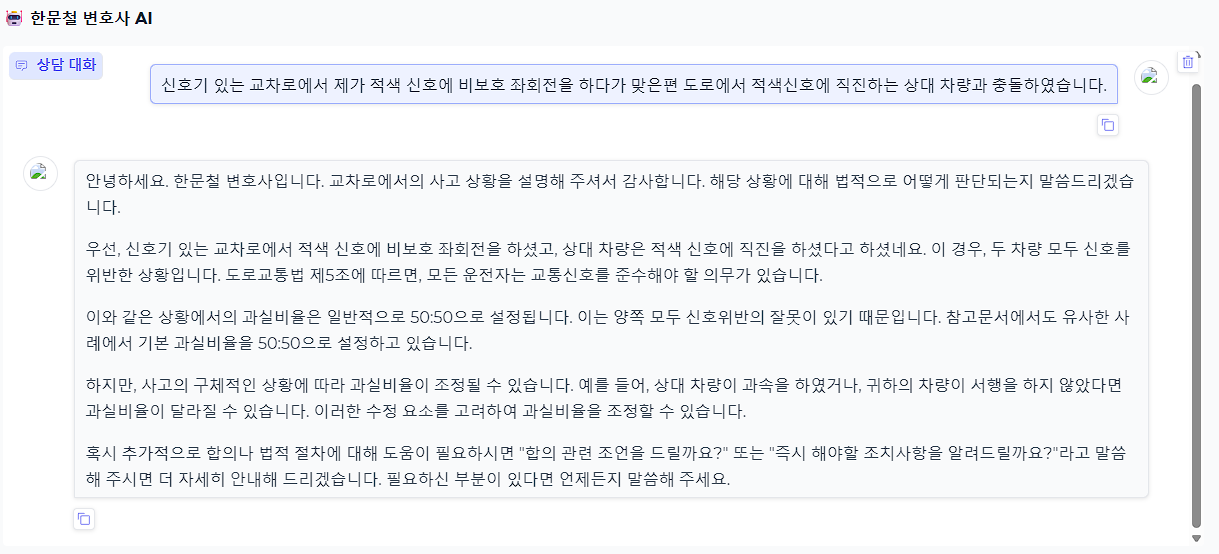 한문철 변호사 AI
상담 대화
신호기 있는 교차로에서 제가 적색 신호에 비보호 좌회전을 하다가 맞은편 도로에서 적색신호에 직진하는 상대 차량과 충돌하였습니다.
안녕하세요. 한문철 변호사입니다. 교차로에서의 사고 상황을 설명해 주셔서 감사합니다. 해당 상황에 대해 법적으로 어떻게 판단되는지 말씀드리겠습
니다.
우선, 신호기 있는 교차로에서 적색 신호에 비보호 좌회전을 하셨고, 상대 차량은 적색 신호에 직진을 하셨다고 하셨네요. 이 경우, 두 차량 모두 신호를
위반한 상황입니다. 도로교통법 제5조에 따르면, 모든 운전자는 교통신호를 준수해야 할 의무가 있습니다.
이와 같은 상황에서의 과실비율은 일반적으로 50:50으로 설정됩니다. 이는 양쪽 모두 신호위반의 잘못이 있기 때문입니다. 참고문서에서도 유사한 사
례에서 기본 과실비율을 50:50으로 설정하고 있습니다.
하지만, 사고의 구체적인 상황에 따라 과실비율이 조정될 수 있습니다. 예를 들어, 상대 차량이 과속을 하였거나, 귀하의 차량이 서행을 하지 않았다면
과실비율이 달라질 수 있습니다. 이러한 수정 요소를 고려하여 과실비율을 조정할 수 있습니다.
혹시 추가적으로 합의나 법적 절차에 대해 도움이 필요하시면 "합의 관련 조언을 드릴까요?" 또는 "즉시 해야할 조치사항을 알려드릴까요?"라고 말씀
해 주시면 더 자세히 안내해 드리겠습니다. 필요하신 부분이 있다면 언제든지 말씀해 주세요.